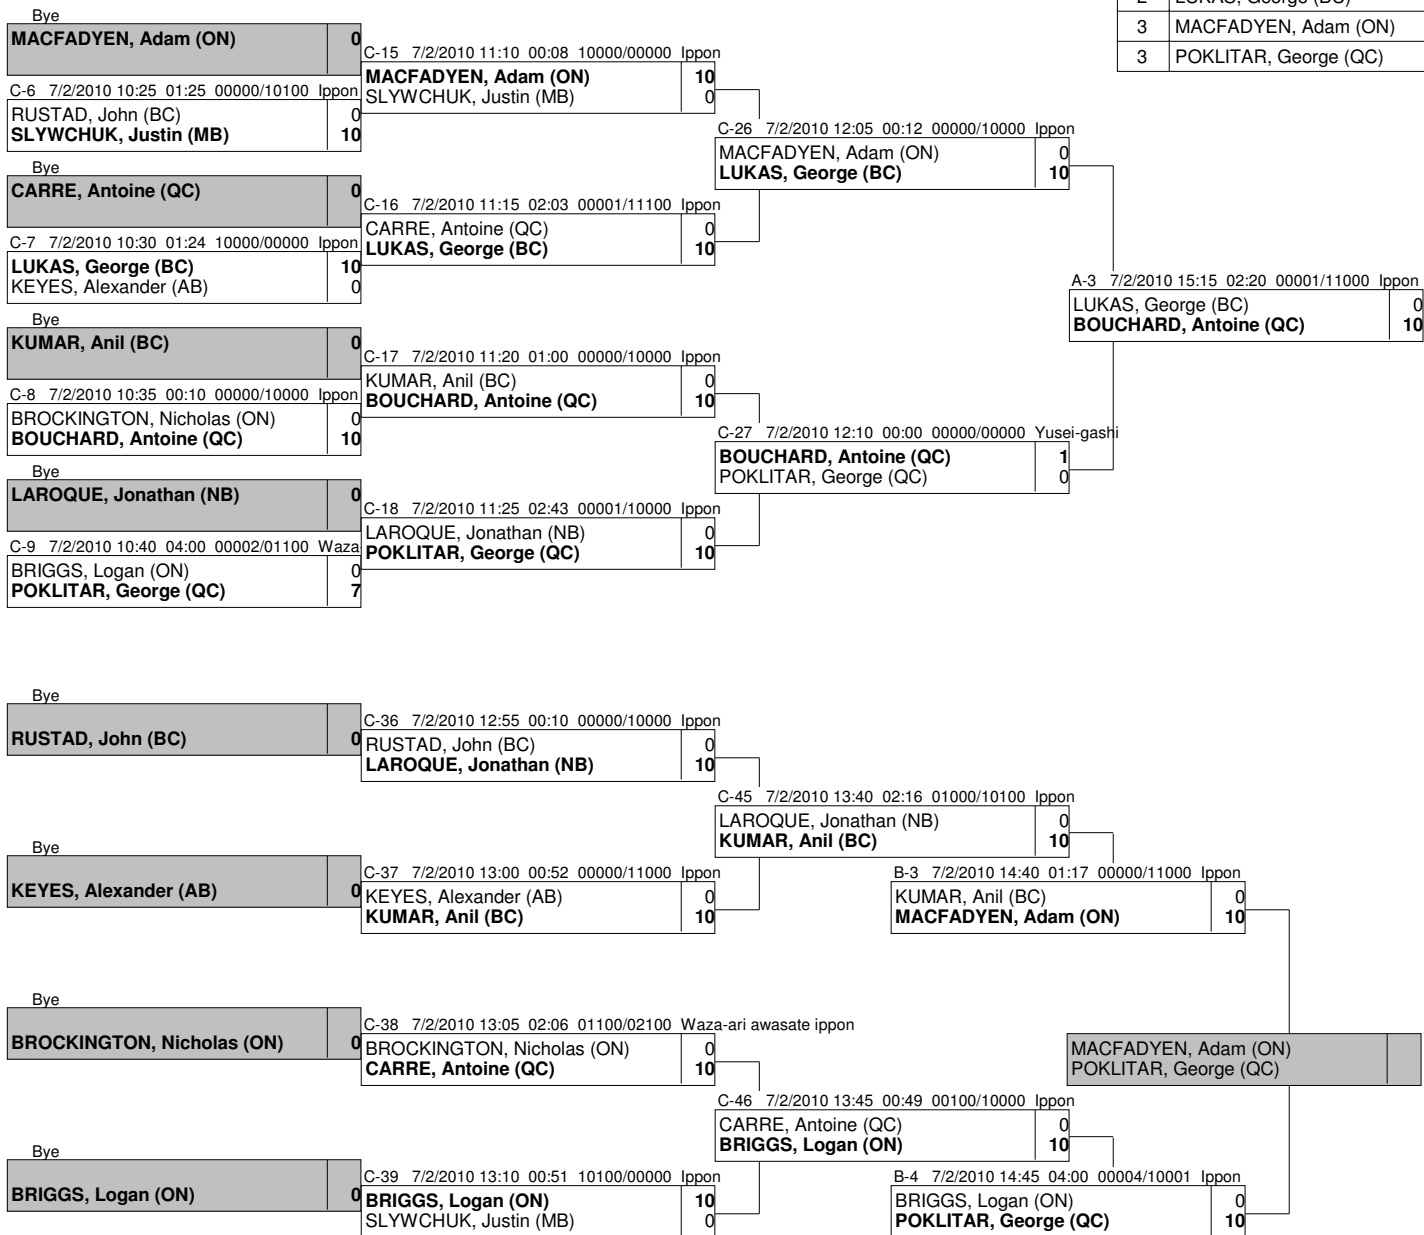 2 LUKAS, George (BC)
3 MACFADYEN, Adam (ON)
3 POKLITAR, George (QC)
Bye
MACFADYEN, Adam (ON) 0
C-6 7/2/2010 10:25 01:25 00000/10100 Ippon
RUSTAD, John (BC) 0
SLYWCHUK, Justin (MB) 10
Bye
CARRE, Antoine (QC) 0
C-7 7/2/2010 10:30 01:24 10000/00000 Ippon
LUKAS, George (BC) 10
KEYES, Alexander (AB) 0
Bye
KUMAR, Anil (BC) 0
C-8 7/2/2010 10:35 00:10 00000/10000 Ippon
BROCKINGTON, Nicholas (ON) 0
BOUCHARD, Antoine (QC) 10
Bye
LAROQUE, Jonathan (NB) 0
C-9 7/2/2010 10:40 04:00 00002/01100 Waza
BRIGGS, Logan (ON) 0
POKLITAR, George (QC) 7
C-15 7/2/2010 11:10 00:08 10000/00000 Ippon
MACFADYEN, Adam (ON) 10
SLYWCHUK, Justin (MB) 0
C-16 7/2/2010 11:15 02:03 00001/11100 Ippon
CARRE, Antoine (QC) 0
LUKAS, George (BC) 10
C-17 7/2/2010 11:20 01:00 00000/10000 Ippon
KUMAR, Anil (BC) 0
BOUCHARD, Antoine (QC) 10
C-18 7/2/2010 11:25 02:43 00001/10000 Ippon
LAROQUE, Jonathan (NB) 0
POKLITAR, George (QC) 10
C-26 7/2/2010 12:05 00:12 00000/10000 Ippon
MACFADYEN, Adam (ON) 0
LUKAS, George (BC) 10
C-27 7/2/2010 12:10 00:00 00000/00000 Yusei-gashi
BOUCHARD, Antoine (QC) 1
POKLITAR, George (QC) 0
A-3 7/2/2010 15:15 02:20 00001/11000 Ippon
LUKAS, George (BC) 0
BOUCHARD, Antoine (QC) 10
Bye
RUSTAD, John (BC) 0
Bye
KEYES, Alexander (AB) 0
Bye
BROCKINGTON, Nicholas (ON) 0
Bye
BRIGGS, Logan (ON) 0
C-36 7/2/2010 12:55 00:10 00000/10000 Ippon
RUSTAD, John (BC) 0
LAROQUE, Jonathan (NB) 10
C-37 7/2/2010 13:00 00:52 00000/11000 Ippon
KEYES, Alexander (AB) 0
KUMAR, Anil (BC) 10
C-38 7/2/2010 13:05 02:06 01100/02100 Waza-ari awasate ippon
BROCKINGTON, Nicholas (ON) 0
CARRE, Antoine (QC) 10
C-39 7/2/2010 13:10 00:51 10100/00000 Ippon
BRIGGS, Logan (ON) 10
SLYWCHUK, Justin (MB) 0
C-45 7/2/2010 13:40 02:16 01000/10100 Ippon
LAROQUE, Jonathan (NB) 0
KUMAR, Anil (BC) 10
C-46 7/2/2010 13:45 00:49 00100/10000 Ippon
CARRE, Antoine (QC) 0
BRIGGS, Logan (ON) 10
B-3 7/2/2010 14:40 01:17 00000/11000 Ippon
KUMAR, Anil (BC) 0
MACFADYEN, Adam (ON) 10
B-4 7/2/2010 14:45 04:00 00004/10001 Ippon
BRIGGS, Logan (ON) 0
POKLITAR, George (QC) 10
MACFADYEN, Adam (ON)
POKLITAR, George (QC)